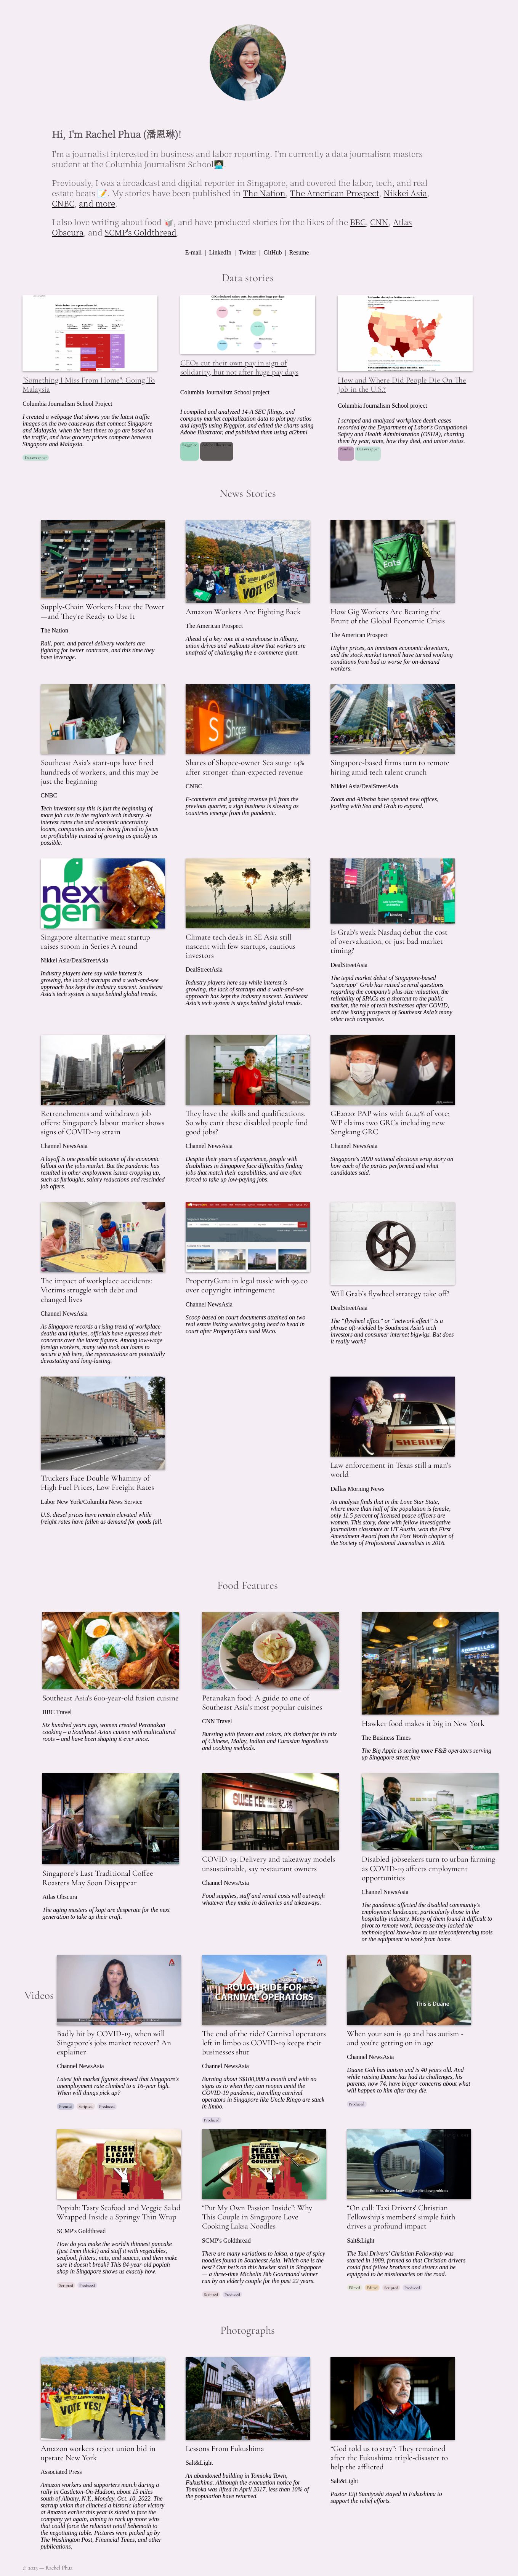 Hi, I'm Rachel Phua (潘恩琳)!
I'm a journalist interested in business and labor reporting. I'm currently a data journalism masters
student at the Columbia Journalism School👩🏻‍💻.
Previously, I was a broadcast and digital reporter in Singapore, and covered the labor, tech, and real
estate beats 📝. My stories have been published in The Nation, The American Prospect, Nikkei Asia,
CNBC, and more.
I also love writing about food 🥡, and have produced stories for the likes of the BBC, CNN, Atlas
Obscura, and SCMP's Goldthread.
E-mail | LinkedIn | Twitter | GitHub | Resume
Data stories
"Something I Miss From Home": Going To
Malaysia
Columbia Journalism School Project
I created a webpage that shows you the latest traffic
images on the two causeways that connect Singapore
and Malaysia, when the best times to go are based on
the traffic, and how grocery prices compare between
Singapore and Malaysia.
Datawrapper
CEOs cut their own pay in sign of
solidarity, but not after huge pay days
Columbia Journalism School project
I compiled and analyzed 14-A SEC filings, and
company market capitalization data to plot pay ratios
and layoffs using R/ggplot, and edited the charts using
Adobe Illustrator, and published them using ai2html.
R/ggplot
How and Where Did People Die On The
Job in the U.S.?
Columbia Journalism School project
I scraped and analyzed workplace death cases
recorded by the Department of Labor's Occupational
Safety and Health Administration (OSHA), charting
them by year, state, how they died, and union status.
Pandas
Datawrapper
News Stories
VOTE YES!
Uber
Eats
Supply-Chain Workers Have the Power
—and They're Ready to Use It
The Nation
Rail, port, and parcel delivery workers are
fighting for better contracts, and this time they
have leverage.
Amazon Workers Are Fighting Back
The American Prospect
Ahead of a key vote at a warehouse in Albany,
union drives and walkouts show that workers are
unafraid of challenging the e-commerce giant.
How Gig Workers Are Bearing the
Brunt of the Global Economic Crisis
The American Prospect
Higher prices, an imminent economic downturn,
and the stock market turmoil have turned working
conditions from bad to worse for on-demand
workers.
Shopee
Southeast Asia's start-ups have fired
hundreds of workers, and this may be
just the beginning
CNBC
Tech investors say this is just the beginning of
more job cuts in the region's tech industry. As
interest rates rise and economic uncertainty
looms, companies are now being forced to focus
on profitability instead of growing as quickly as
possible.
Shares of Shopee-owner Sea surge 14%
after stronger-than-expected revenue
CNBC
E-commerce and gaming revenue fell from the
previous quarter, a sign business is slowing as
countries emerge from the pandemic.
Singapore-based firms turn to remote
hiring amid tech talent crunch
Nikkei Asia/DealStreetAsia
Zoom and Alibaba have opened new offices,
jostling with Sea and Grab to expand.
next
gen
Nasdaq
Singapore alternative meat startup
raises $100m in Series A round
Nikkei Asia/DealStreetAsia
Industry players here say while interest is
growing, the lack of startups and a wait-and-see
approach has kept the industry nascent. Southeast
Asia's tech system is steps behind global trends.
Climate tech deals in SE Asia still
nascent with few startups, cautious
investors
DealStreetAsia
Industry players here say while interest is
growing, the lack of startups and a wait-and-see
approach has kept the industry nascent. Southeast
Asia's tech system is steps behind global trends.
Is Grab's weak Nasdaq debut the cost
of overvaluation, or just bad market
timing?
DealStreetAsia
The tepid market debut of Singapore-based
"superapp" Grab has raised several questions
regarding the company's plus-size valuation, the
reliability of SPACs as a shortcut to the public
market, the role of tech businesses after COVID,
and the listing prospects of Southeast Asia's many
other tech companies.
Retrenchments and withdrawn job
offers: Singapore's labour market shows
signs of COVID-19 strain
Channel NewsAsia
A layoff is one possible outcome of the economic
fallout on the jobs market. But the pandemic has
resulted in other employment issues cropping up,
such as furloughs, salary reductions and rescinded
job offers.
They have the skills and qualifications.
So why can't these disabled people find
good jobs?
Channel NewsAsia
Despite their years of experience, people with
disabilities in Singapore face difficulties finding
jobs that match their capabilities, and are often
forced to take up low-paying jobs.
GE2020: PAP wins with 61.24% of vote;
WP claims two GRCs including new
Sengkang GRC
Channel NewsAsia
Singapore's 2020 national elections wrap story on
how each of the parties performed and what
candidates said.
The impact of workplace accidents:
Victims struggle with debt and
changed lives
Channel NewsAsia
As Singapore records a rising trend of workplace
deaths and injuries, officials have expressed their
concerns over the latest figures. Among low-wage
foreign workers, many who took out loans to
secure a job here, the repercussions are potentially
devastating and long-lasting.
PropertyGuru in legal tussle with 99.co
over copyright infringement
Channel NewsAsia
Scoop based on court documents attained on two
real estate listing websites going head to head in
court after PropertyGuru sued 99.co.
Will Grab's flywheel strategy take off?
DealStreetAsia
The "flywheel effect" or "network effect" is a
phrase oft-wielded by Southeast Asia's tech
investors and consumer internet bigwigs. But does
it really work?
SHERIFF
Truckers Face Double Whammy of
High Fuel Prices, Low Freight Rates
Labor New York/Columbia News Service
U.S. diesel prices have remain elevated while
freight rates have fallen as demand for goods fall.
Law enforcement in Texas still a man's
world
Dallas Morning News
An analysis finds that in the Lone Star State,
where more than half of the population is female,
only 11.5 percent of licensed peace officers are
women. This story, done with fellow investigative
journalism classmate at UT Austin, won the First
Amendment Award from the Fort Worth chapter of
the Society of Professional Journalists in 2016.
Food Features
Southeast Asia's 600-year-old fusion cuisine
BBC Travel
Six hundred years ago, women created Peranakan
cooking – a Southeast Asian cuisine with multicultural
roots – and have been shaping it ever since.
Peranakan food: A guide to one of
Southeast Asia's most popular cuisines
CNN Travel
Bursting with flavors and colors, it's distinct for its mix
of Chinese, Malay, Indian and Eurasian ingredients
and cooking methods.
Hawker food makes it big in New York
The Business Times
The Big Apple is seeing more F&B operators serving
up Singapore street fare
SWEE KEE
Singapore's Last Traditional Coffee
Roasters May Soon Disappear
Atlas Obscura
The aging masters of kopi are desperate for the next
generation to take up their craft.
COVID-19: Delivery and takeaway models
unsustainable, say restaurant owners
Channel NewsAsia
Food supplies, staff and rental costs will outweigh
whatever they make in deliveries and takeaways.
Disabled jobseekers turn to urban farming
as COVID-19 affects employment
opportunities
Channel NewsAsia
The pandemic affected the disabled community's
employment landscape, particularly those in the
hospitality industry. Many of them found it difficult to
pivot to remote work, because they lacked the
technological know-how to use teleconferencing tools
or the equipment to work from home.
Videos
ROUGH RIDE FOR
CARNIVAL OPERATORS
This is Duane
Badly hit by COVID-19, when will
Singapore's jobs market recover? An
explainer
Channel NewsAsia
Latest job market figures showed that Singapore's
unemployment rate climbed to a 16-year high.
When will things pick up?
Fronted Scripted Produced
The end of the ride? Carnival operators
left in limbo as COVID-19 keeps their
businesses shut
Channel NewsAsia
Burning about S$100,000 a month and with no
signs as to when they can reopen amid the
COVID-19 pandemic, travelling carnival
operators in Singapore like Uncle Ringo are stuck
in limbo.
Produced
When your son is 40 and has autism -
and you're getting on in age
Channel NewsAsia
Duane Goh has autism and is 40 years old. And
while raising Duane has had its challenges, his
parents, now 74, have bigger concerns about what
will happen to him after they die.
Produced
FRESH
LIGHT
POPIAH
MEAN
STREET
GOURMET
Popiah: Tasty Seafood and Veggie Salad
Wrapped Inside a Springy Thin Wrap
SCMP's Goldthread
How do you make the world's thinnest pancake
(just 1mm thick!) and stuff it with vegetables,
seafood, fritters, nuts, and sauces, and then make
sure it doesn't break? This 84-year-old popiah
shop in Singapore shows us exactly how.
Scripted Produced
"Put My Own Passion Inside": Why
This Couple in Singapore Love
Cooking Laksa Noodles
SCMP's Goldthread
There are many variations to laksa, a type of spicy
noodles found in Southeast Asia. Which one is the
best? Our bet's on this hawker stall in Singapore
— a three-time Michelin Bib Gourmand winner
run by an elderly couple for the past 22 years.
Scripted Produced
"On call: Taxi Drivers' Christian
Fellowship's members' simple faith
drives a profound impact
Salt&Light
The Taxi Drivers' Christian Fellowship was
started in 1989, formed so that Christian drivers
could find fellow brothers and sisters and be
equipped to be missionaries on the road.
Filmed Edited Scripted Produced
Photographs
VOTE YES!
Amazon workers reject union bid in
upstate New York
Associated Press
Amazon workers and supporters march during a
rally in Castleton-On-Hudson, about 15 miles
south of Albany, N.Y., Monday, Oct. 10, 2022. The
startup union that clinched a historic labor victory
at Amazon earlier this year is slated to face the
company yet again, aiming to rack up more wins
that could force the reluctant retail behemoth to
the negotiating table. Pictures were picked up by
The Washington Post, Financial Times, and other
publications.
Lessons From Fukushima
Salt&Light
An abandoned building in Tomioka Town,
Fukushima. Although the evacuation notice for
Tomioka was lifted in April 2017, less than 10% of
the population have returned.
"God told us to stay": They remained
after the Fukushima triple-disaster to
help the afflicted
Salt&Light
Pastor Eiji Sumiyoshi stayed in Fukushima to
support the relief efforts.
© 2023 — Rachel Phua